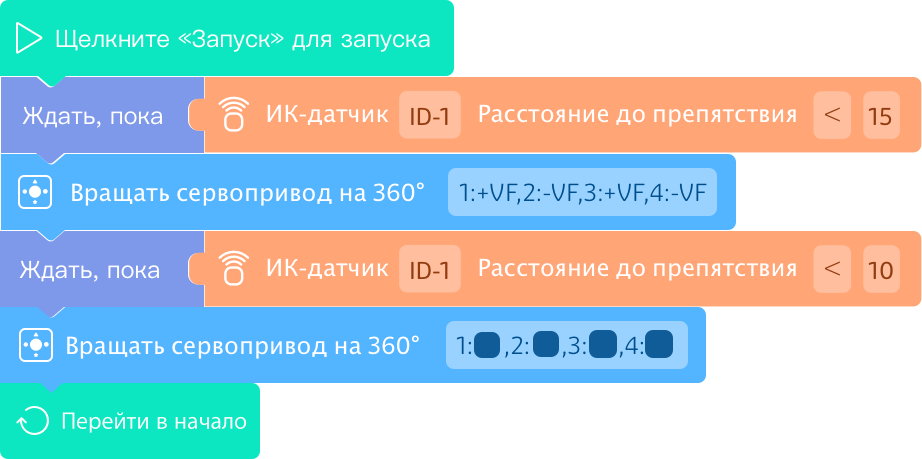 Щелкните «Запуск» для запуска
Ждать, пока ИК-датчик ID-1 Расстояние до препятствия < 15
Вращать сервопривод на 360° 1:+VF,2:-VF,3:+VF,4:-VF
Ждать, пока ИК-датчик ID-1 Расстояние до препятствия < 10
Вращать сервопривод на 360° 1: ,2: ,3: ,4:
Перейти в начало